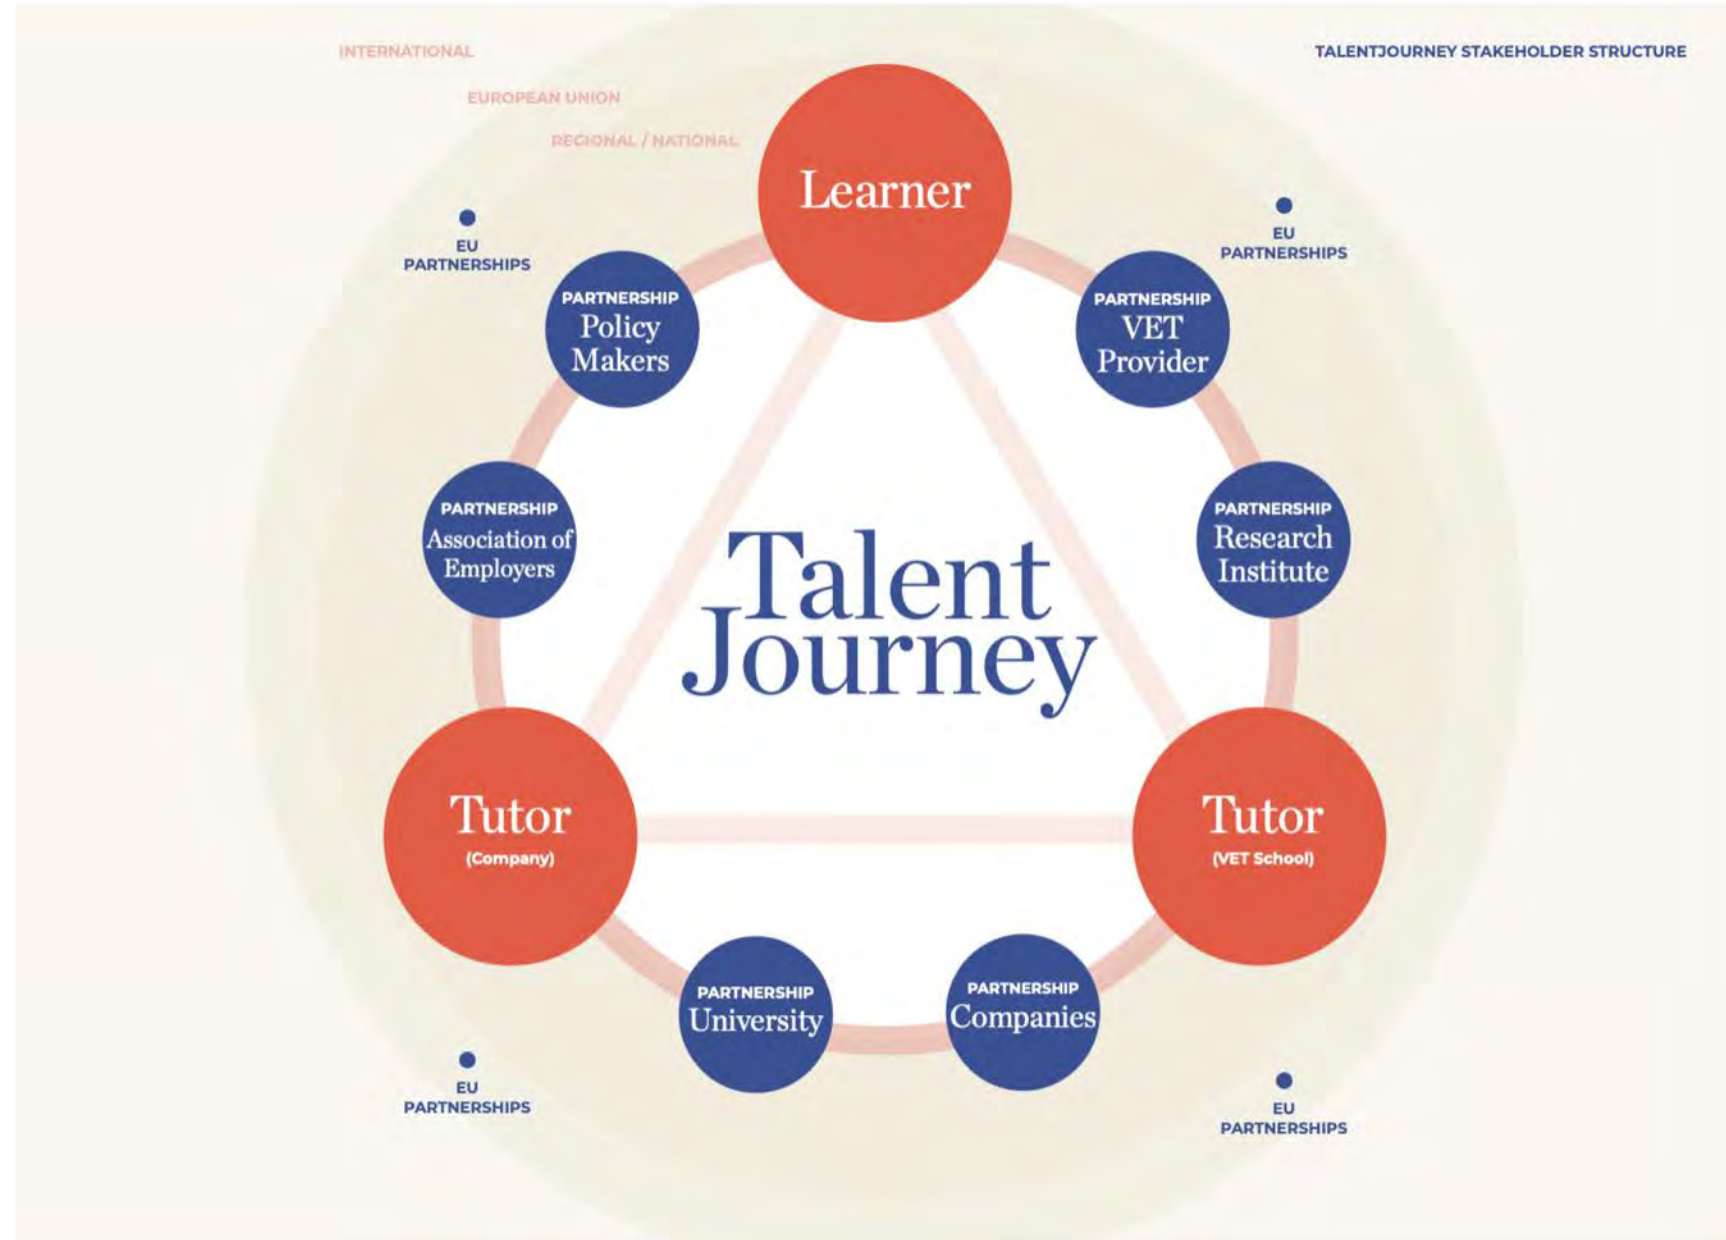 INTERNATIONAL
TALENTJOURNEY STAKEHOLDER STRUCTURE
EUROPEAN UNION
REGIONAL / NATIONAL
Learner
EU
PARTNERSHIPS
EU
PARTNERSHIPS
PARTNERSHIP
Policy
Makers
PARTNERSHIP
VET
Provider
PARTNERSHIP
Association of
Employers
PARTNERSHIP
Research
Institute
Talent
Journey
Tutor
(Company)
Tutor
(VET School)
PARTNERSHIP
University
PARTNERSHIP
Companies
EU
PARTNERSHIPS
EU
PARTNERSHIPS